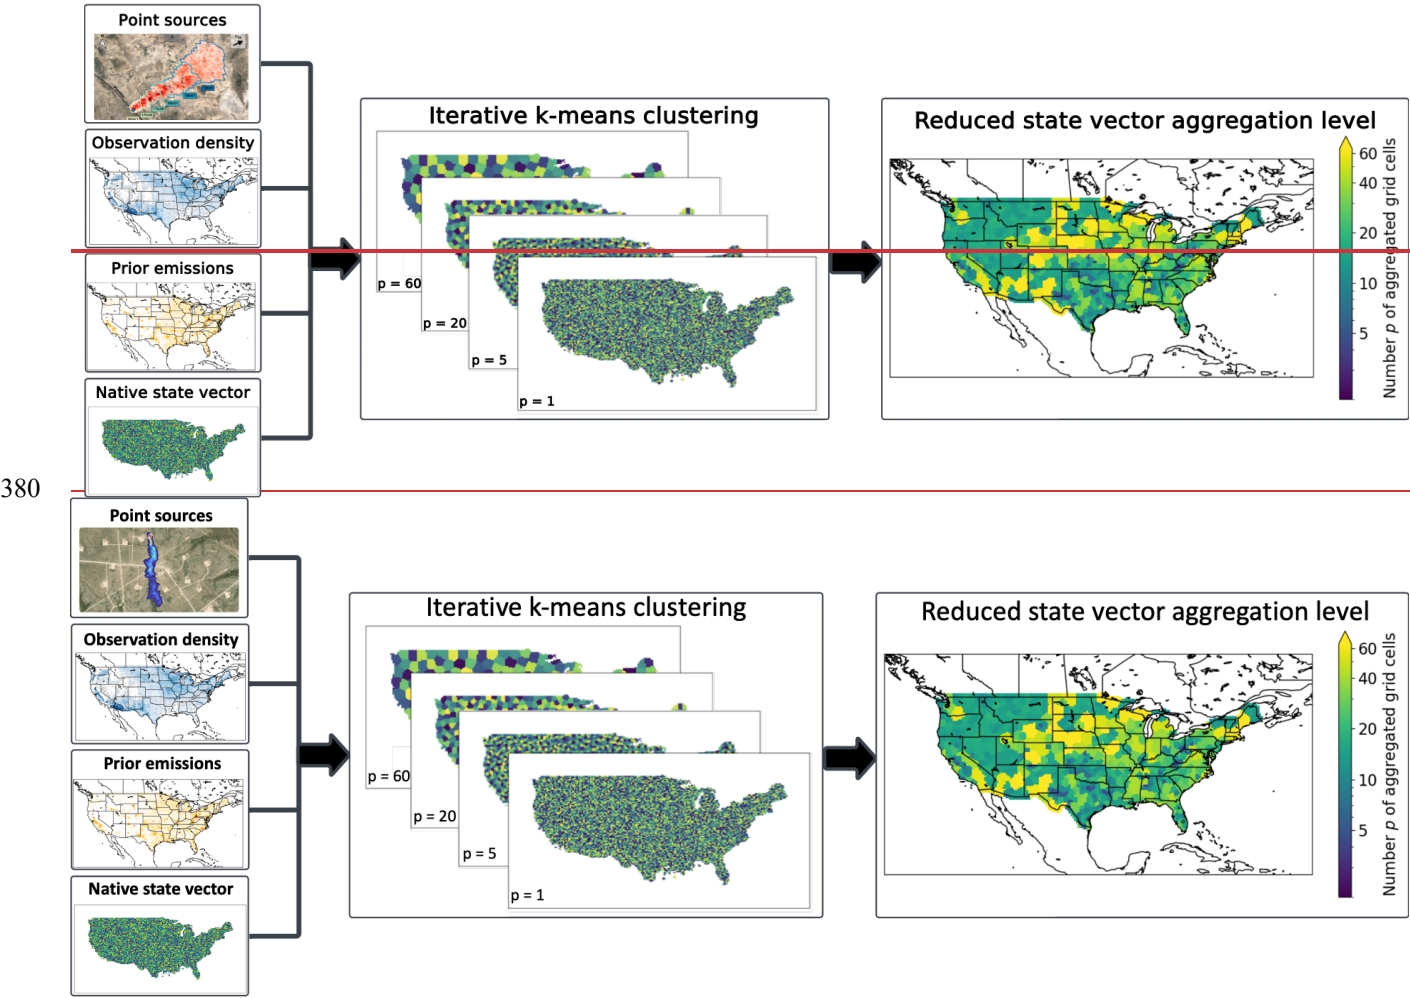 Point sources
Observation density
Prior emissions
Native state vector
Iterative k-means clustering
p = 60
p = 20
p = 5
p = 1
Reduced state vector aggregation level
60
40
20
10
5
Number p of aggregated grid cells
380
Point sources
Observation density
Prior emissions
Native state vector
Iterative k-means clustering
p = 60
p = 20
p = 5
p = 1
Reduced state vector aggregation level
60
40
20
10
5
Number p of aggregated grid cells